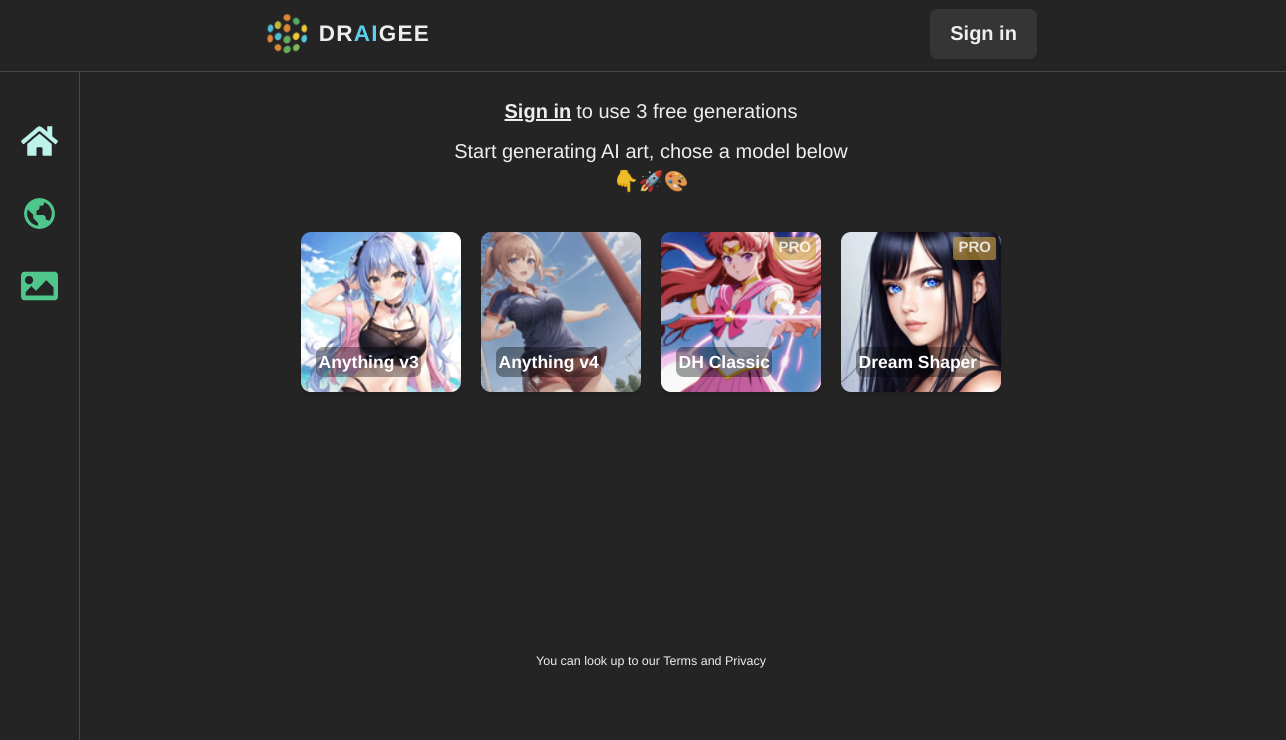 DRAIGEE
Sign in
Sign in to use 3 free generations
Start generating AI art, chose a model below
👇🚀🎨
PRO
PRO
Anything v3
Anything v4
DH Classic
Dream Shaper
You can look up to our Terms and Privacy